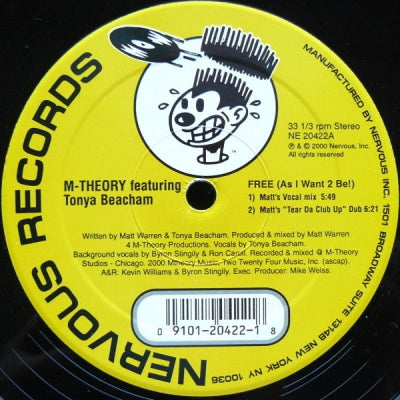 NERVOUS RECORDS
WOW
MANUFACTURED BY NERVOUS INC. 1501 BROADWAY SUITE 1314B NEW YORK NY 10036
33 1/3 rpm Stereo
NE 20422A
℗ & © 2000 Nervous, Inc.
M-THEORY featuring
Tonya Beacham
FREE (As I Want 2 Be!)
1) Matt's Vocal mix 5:49
2) Matt's "Tear Da Club Up" Dub 6:21
Written by Matt Warren & Tonya Beacham. Produced & mixed by Matt Warren
4 M-Theory Productions. Vocals by Tonya Beacham.
Background vocals by Byron Stingily & Ron Carroll. Recorded & mixed @ M-Theory
Studios - Chicago. 2000 Mtheory Music, Two Twenty Four Music, Inc (ascap).
A&R: Kevin Williams & Byron Stingily. Exec. Producer: Mike Weiss.
0 9101-20422-1 8